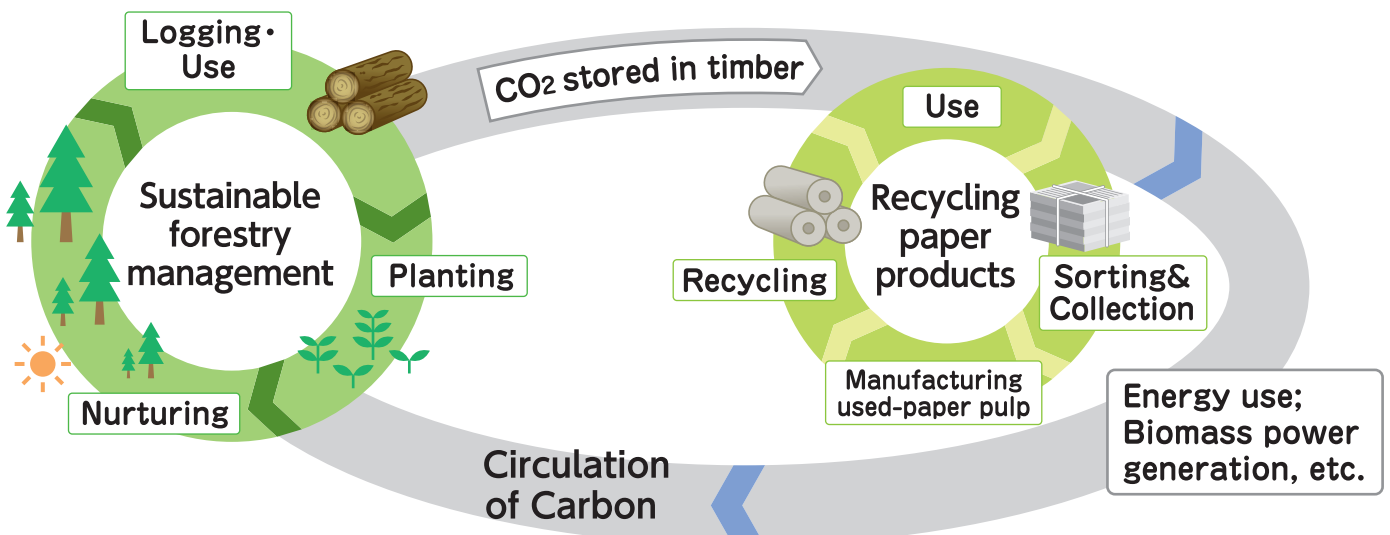 Logging・
Use
CO2 stored in timber
Sustainable
forestry
management
Planting
Nurturing
Use
Recycling
paper
products
Recycling
Sorting&
Collection
Manufacturing
used-paper pulp
Energy use;
Biomass power
generation, etc.
Circulation
of Carbon